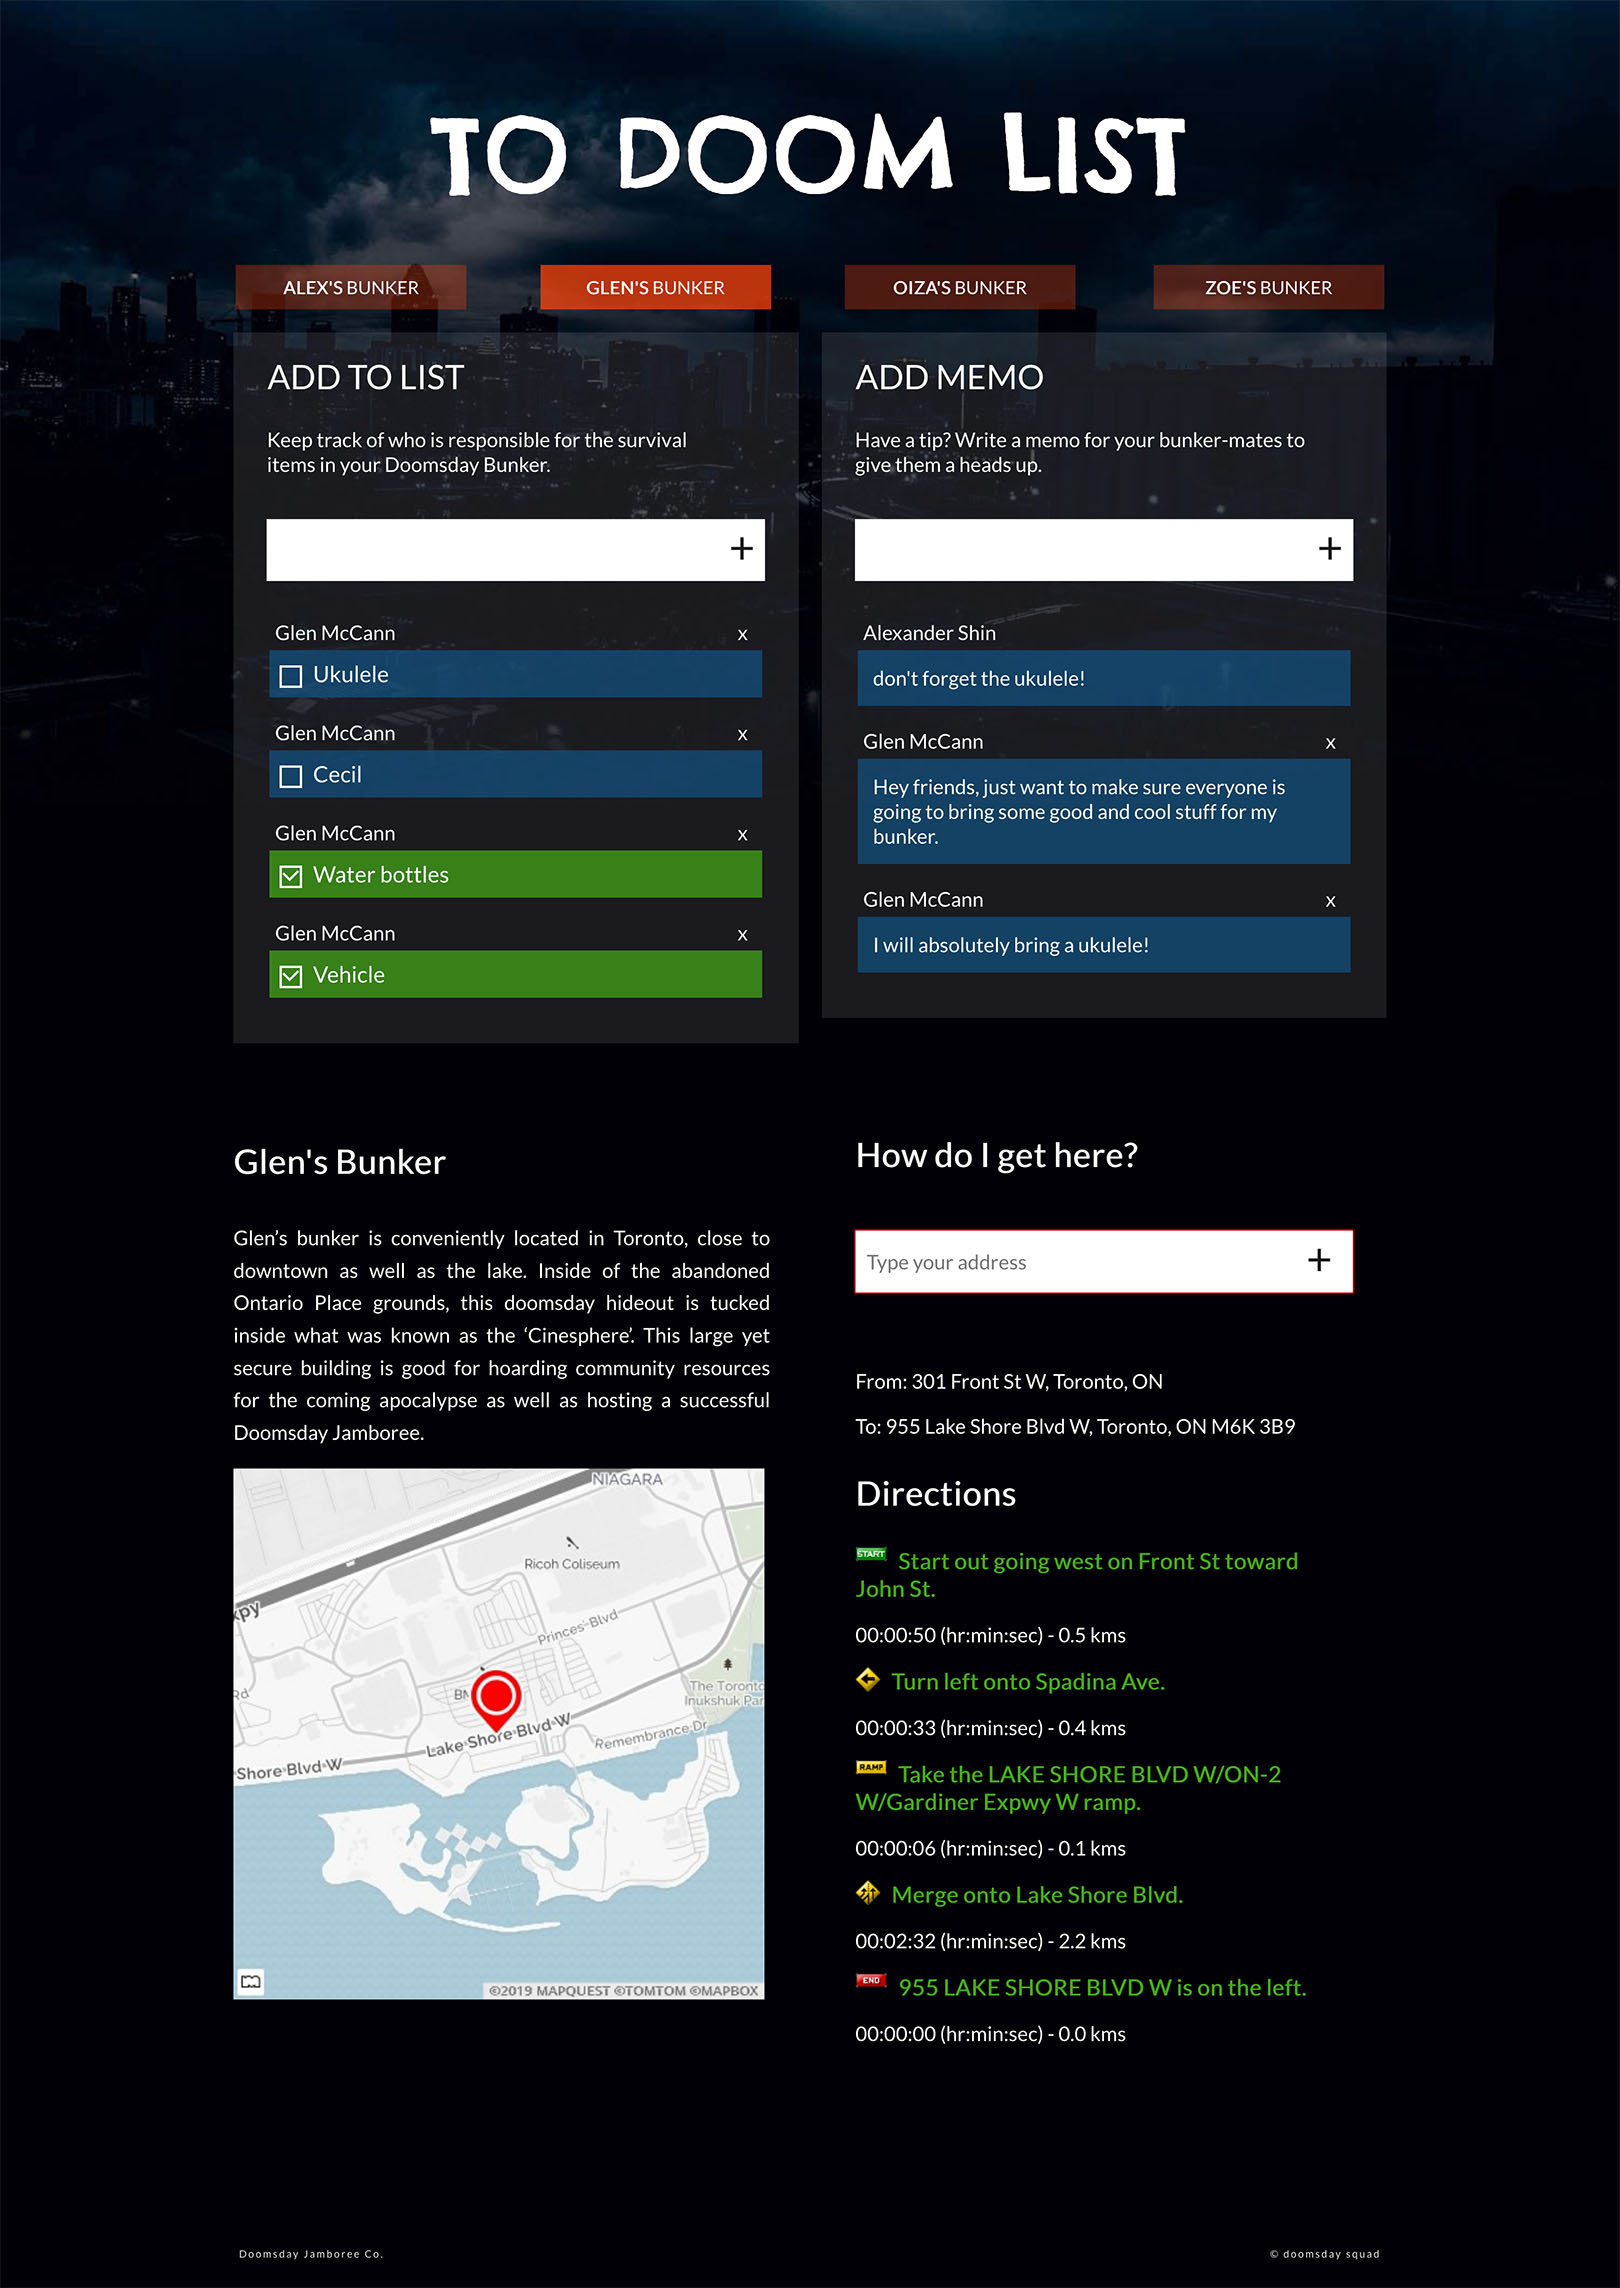 TO DOOM LIST
ALEX'S BUNKER
GLEN'S BUNKER
OIZA'S BUNKER
ZOE'S BUNKER
ADD TO LIST
Keep track of who is responsible for the survival
items in your Doomsday Bunker.
+
Glen McCann x
Ukulele
Glen McCann x
Cecil
Glen McCann x
Water bottles
Glen McCann x
Vehicle
ADD MEMO
Have a tip? Write a memo for your bunker-mates to
give them a heads up.
+
Alexander Shin
don't forget the ukulele!
Glen McCann x
Hey friends, just want to make sure everyone is
going to bring some good and cool stuff for my
bunker.
Glen McCann x
I will absolutely bring a ukulele!
Glen's Bunker
Glen’s bunker is conveniently located in Toronto, close to
downtown as well as the lake. Inside of the abandoned
Ontario Place grounds, this doomsday hideout is tucked
inside what was known as the ‘Cinesphere’. This large yet
secure building is good for hoarding community resources
for the coming apocalypse as well as hosting a successful
Doomsday Jamboree.
NIAGARA
Ricoh Coliseum
xpy
Princes' Blvd
Rd
BM
The Toronto
Inukshuk Par
Lake Shore Blvd W
Remembrance Dr
Shore Blvd W
©2019 MAPQUEST ©TOMTOM ©MAPBOX
How do I get here?
Type your address +
From: 301 Front St W, Toronto, ON
To: 955 Lake Shore Blvd W, Toronto, ON M6K 3B9
Directions
START Start out going west on Front St toward
John St.
00:00:50 (hr:min:sec) - 0.5 kms
Turn left onto Spadina Ave.
00:00:33 (hr:min:sec) - 0.4 kms
RAMP Take the LAKE SHORE BLVD W/ON-2
W/Gardiner Expwy W ramp.
00:00:06 (hr:min:sec) - 0.1 kms
Merge onto Lake Shore Blvd.
00:02:32 (hr:min:sec) - 2.2 kms
END 955 LAKE SHORE BLVD W is on the left.
00:00:00 (hr:min:sec) - 0.0 kms
Doomsday Jamboree Co.
© doomsday squad